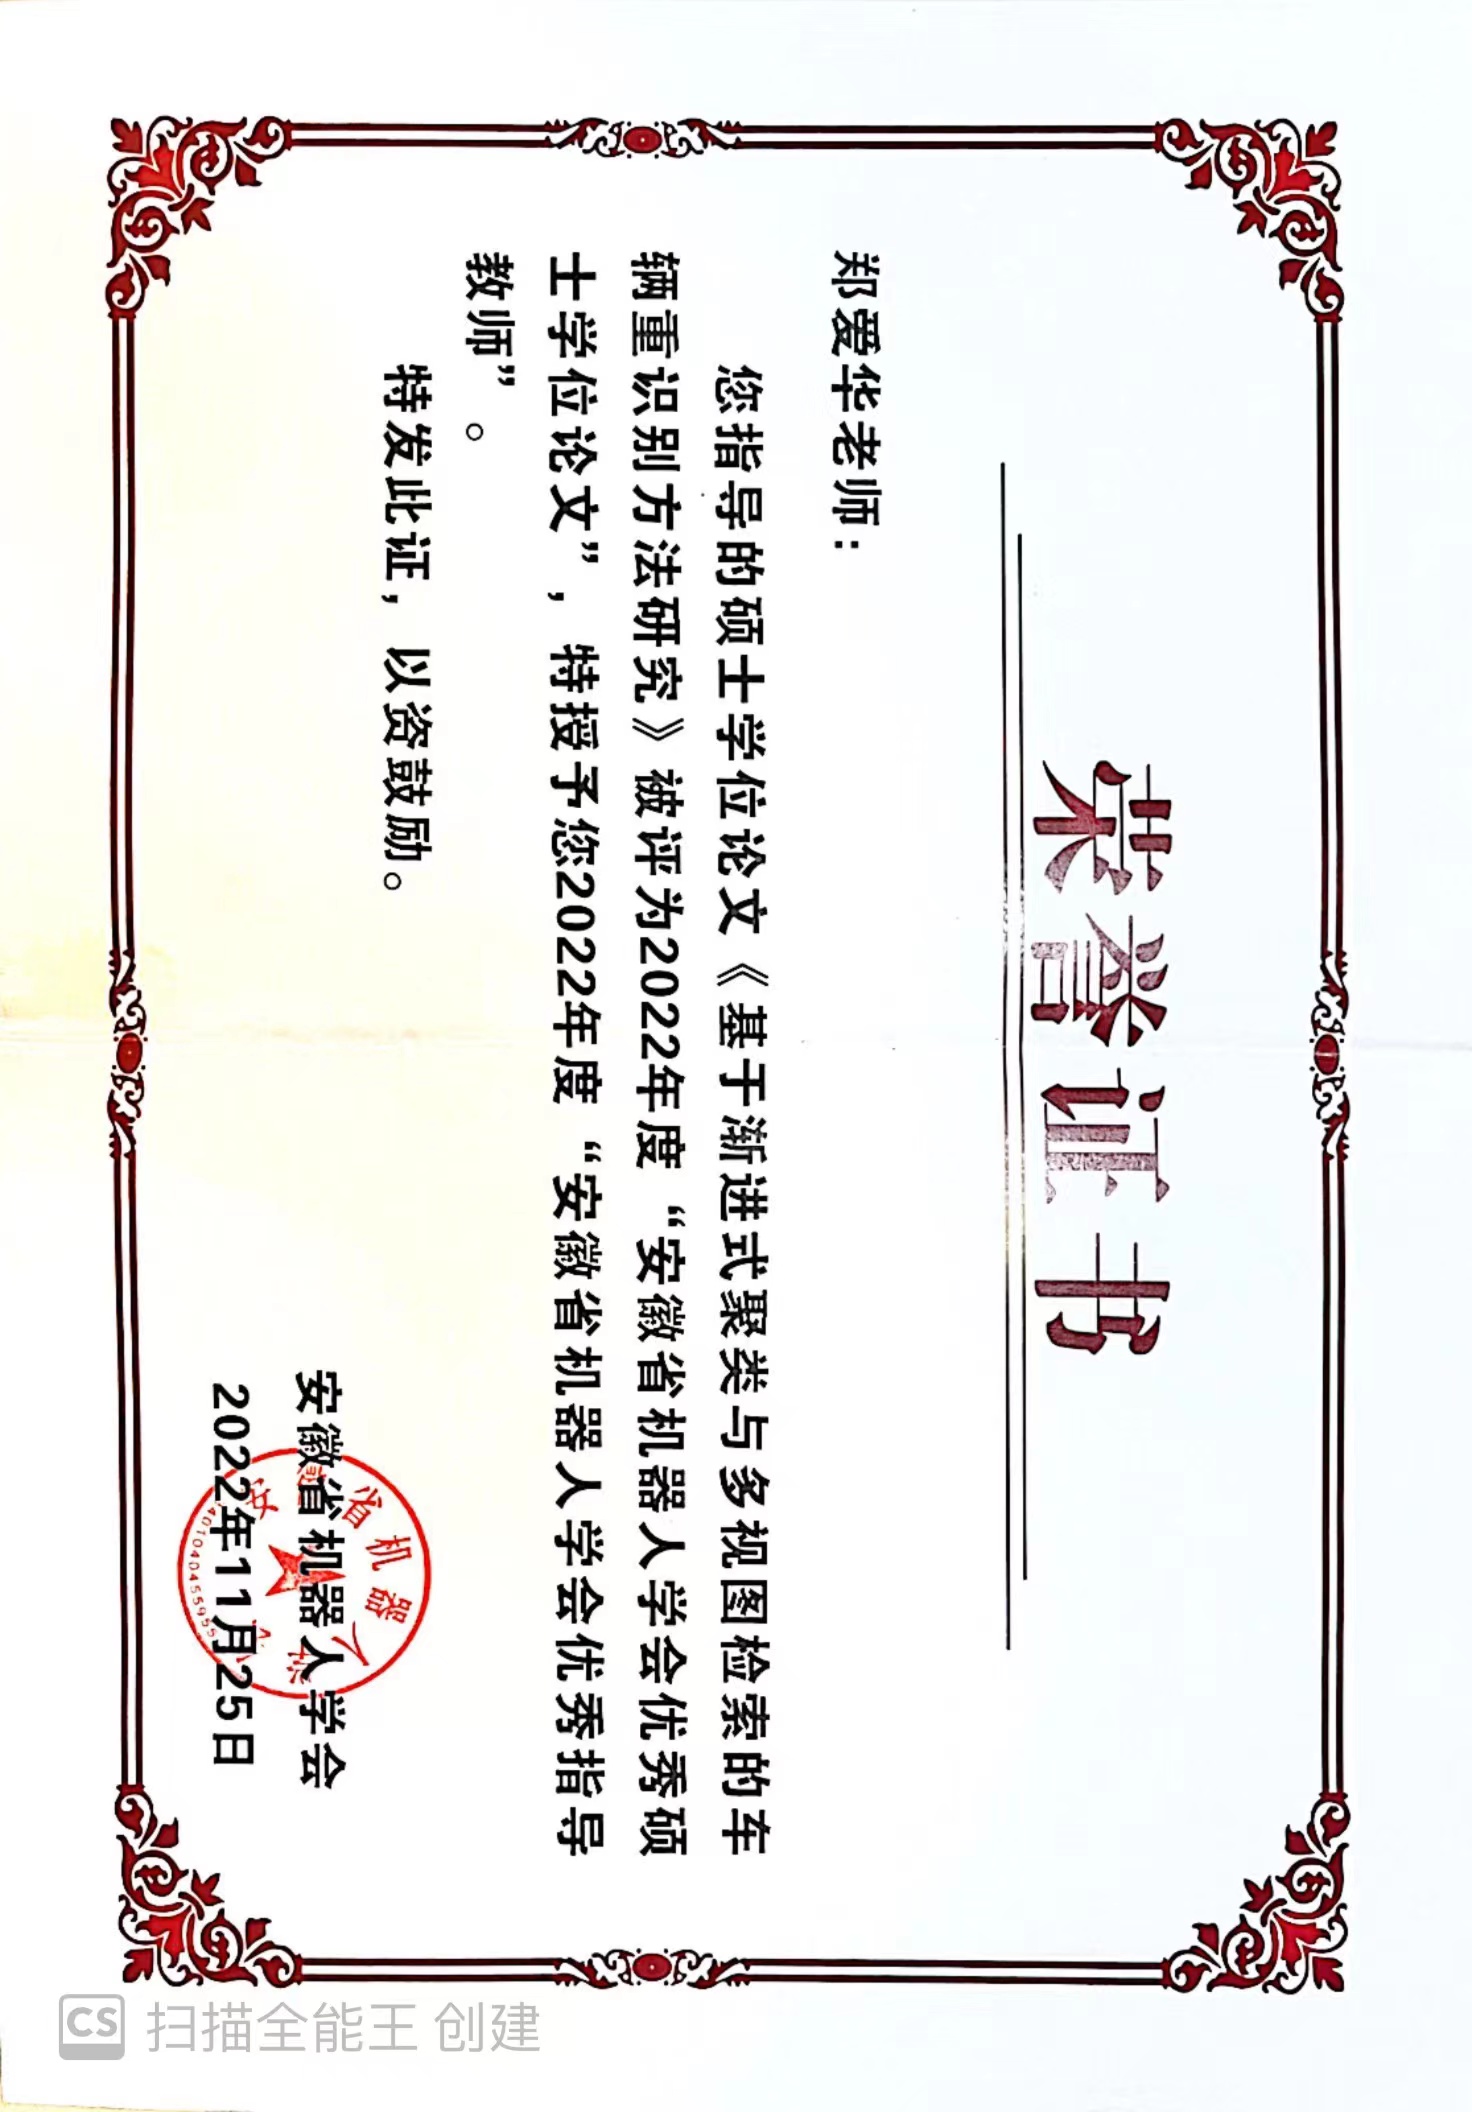 荣誉证书
郑爱华老师：
您指导的硕士学位论文《基于渐进式聚类与多视图检索的车
辆重识别方法研究》被评为2022年度“安徽省机器人学会优秀硕
士学位论文”，特授予您2022年度“安徽省机器人学会优秀指导
教师”。
特发此证，以资鼓励。
安徽省机器人学会
2022年11月25日
安徽省机器人学会
CS 扫描全能王 创建